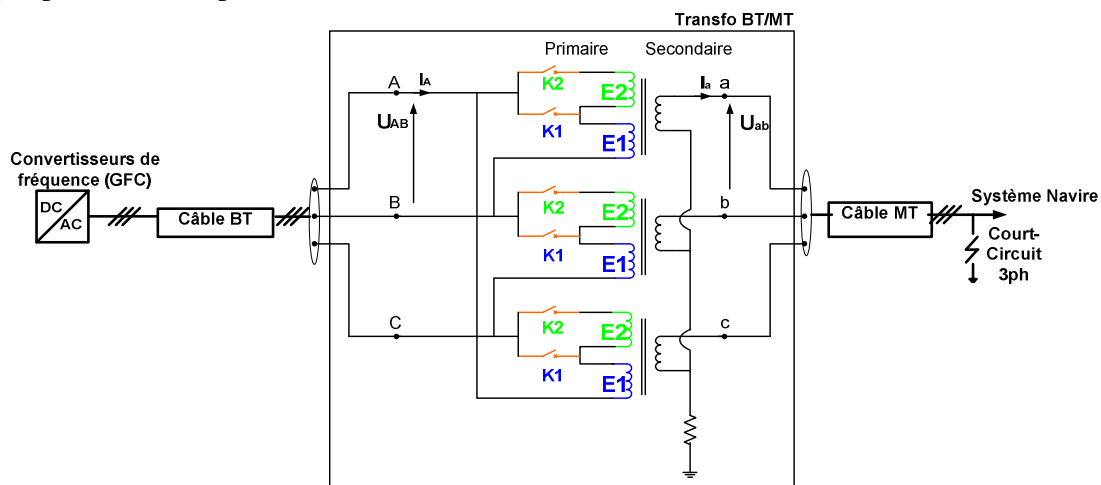 Transfo BT/MT
Primaire
Secondaire
A
IA
K2
E2
Ia
a
UAB
K1
E1
Uab
Convertisseurs de
fréquence (GFC)
DC
AC
Câble BT
B
K2
E2
K1
E1
b
Câble MT
Système Navire
Court-
Circuit
3ph
C
K2
E2
K1
E1
c